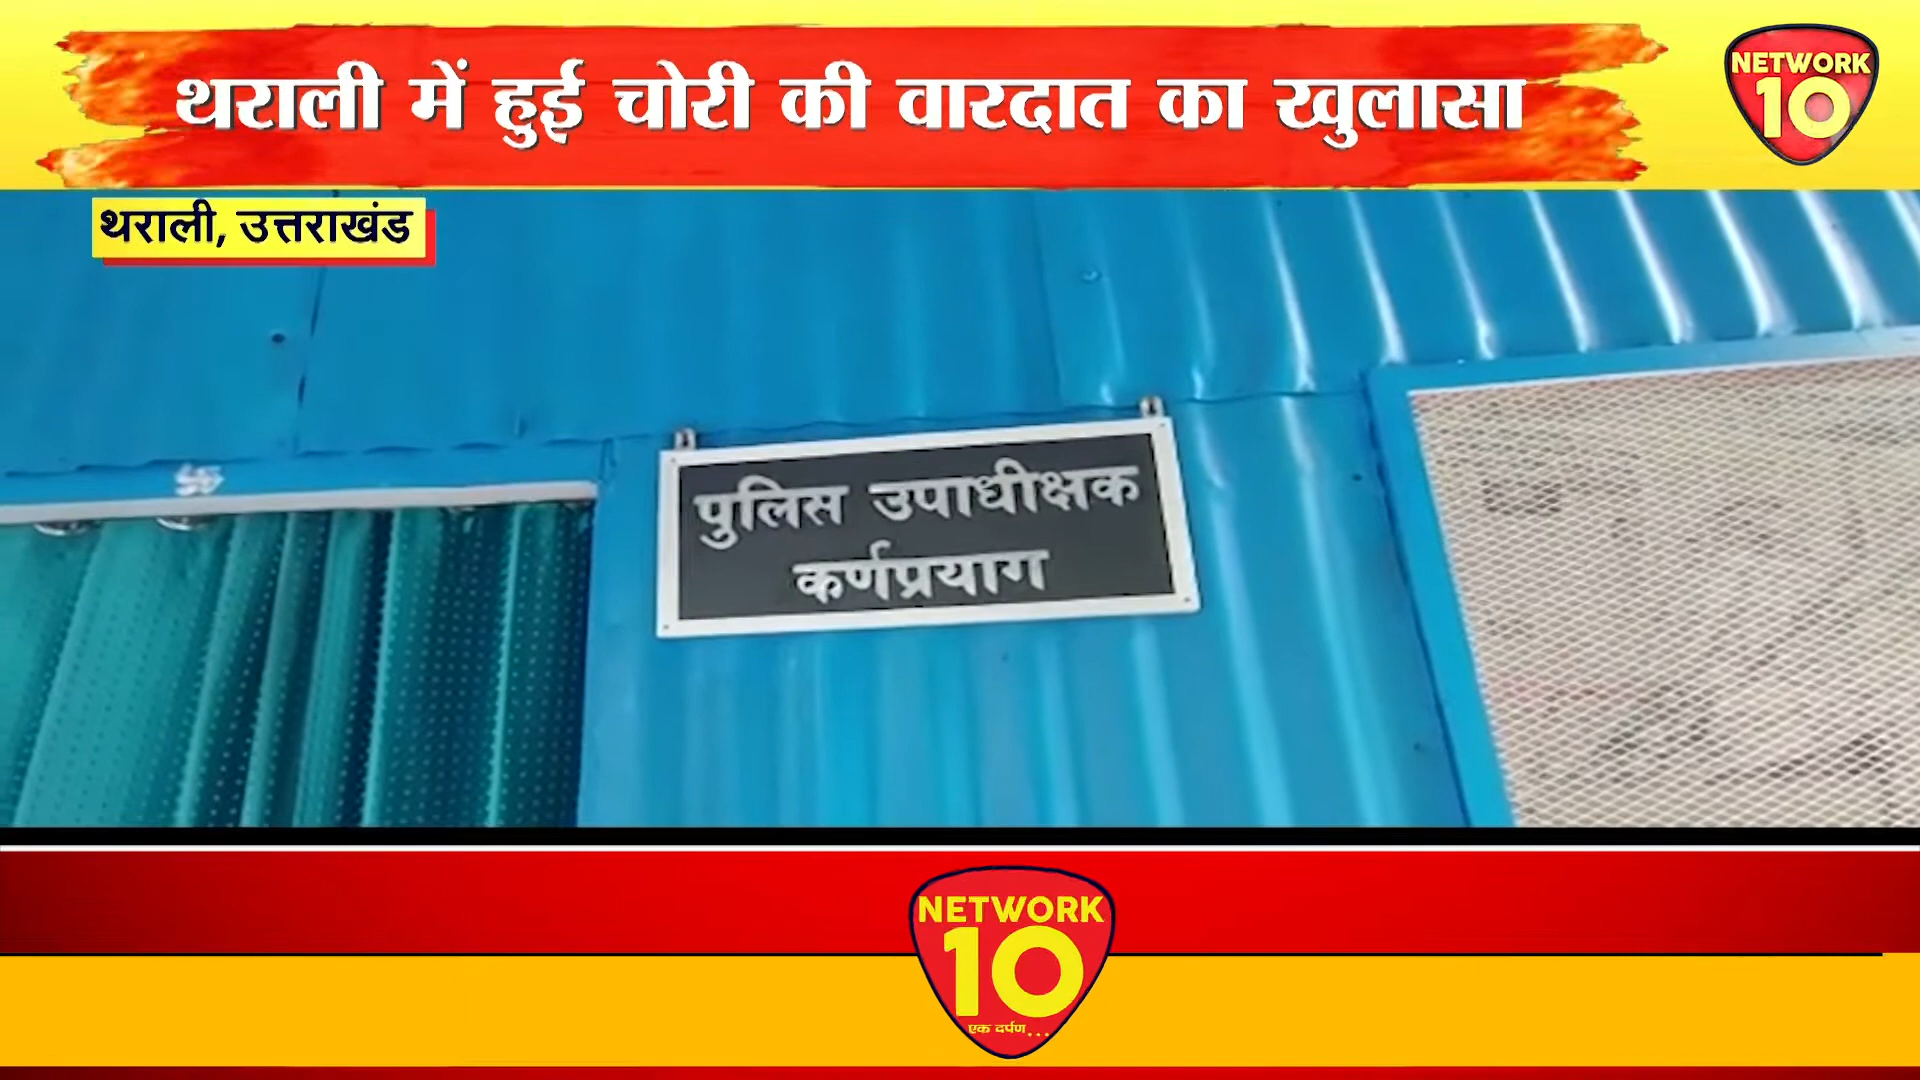 थराली में हुई चोरी की वारदात का खुलासा
NETWORK
10
थराली, उत्तराखंड
पुलिस उपाधीक्षक
कर्णप्रयाग
NETWORK
10
एक दर्पण...